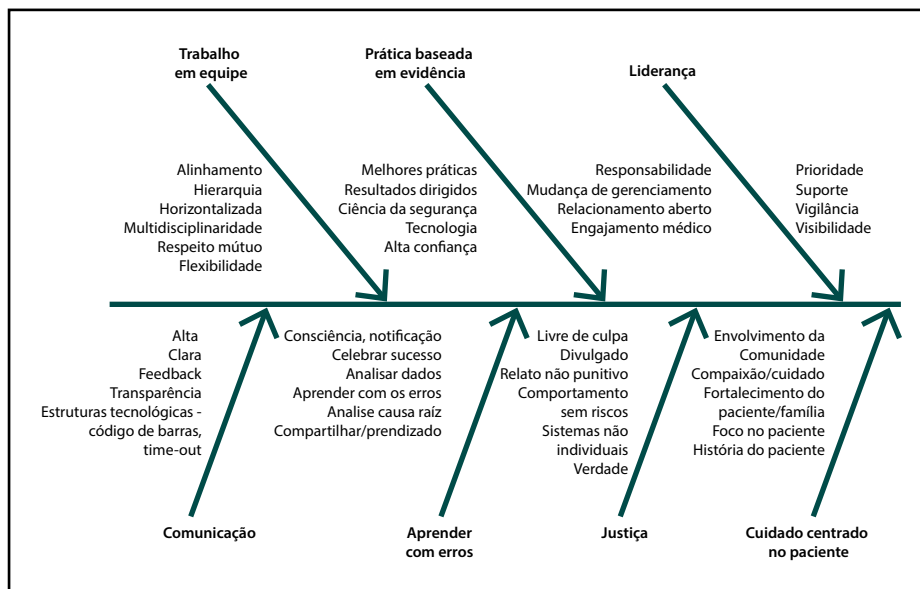 Trabalho
em equipe
Prática baseada
em evidência
Liderança
Alinhamento
Hierarquia
Horizontalizada
Multidisciplinaridade
Respeito mútuo
Flexibilidade
Melhores práticas
Resultados dirigidos
Ciência da segurança
Tecnologia
Alta confiança
Responsabilidade
Mudança de gerenciamento
Relacionamento aberto
Engajamento médico
Prioridade
Suporte
Vigilância
Visibilidade
Alta
Clara
Feedback
Transparência
Estruturas tecnológicas -
código de barras,
time-out
Consciência, notificação
Celebrar sucesso
Analisar dados
Aprender com os erros
Analise causa raíz
Compartilhar/prendizado
Livre de culpa
Divulgado
Relato não punitivo
Comportamento
sem riscos
Sistemas não
individuais
Verdade
Envolvimento da
Comunidade
Compaixão/cuidado
Fortalecimento do
paciente/família
Foco no paciente
História do paciente
Comunicação
Aprender
com erros
Justiça
Cuidado centrado
no paciente